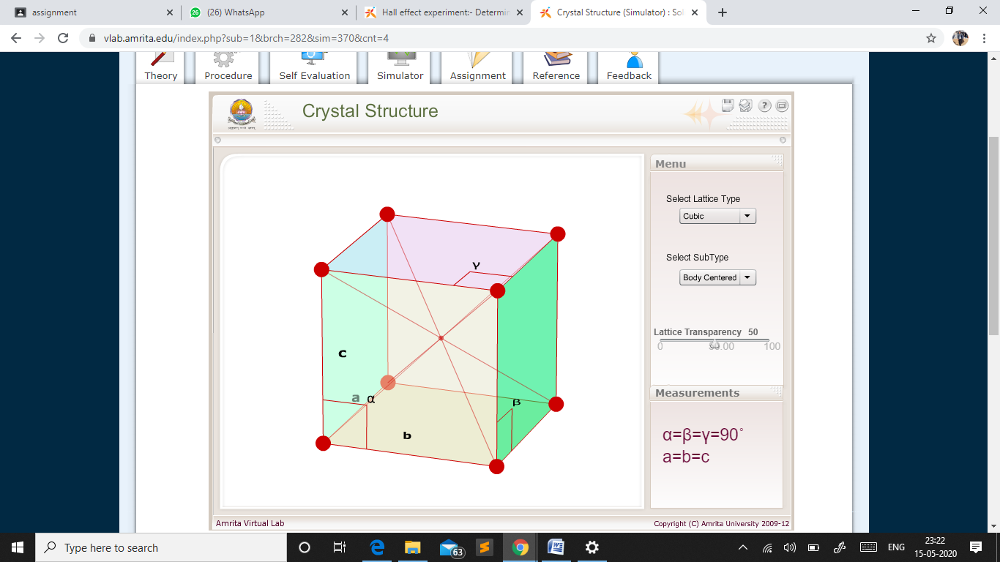 assignment
(26) WhatsApp
Hall effect experiment:- Determin
Crystal Structure (Simulator) : Sol
vlab.amrita.edu/index.php?sub=1&brch=282&sim=370&cnt=4
Theory
Procedure
Self Evaluation
Simulator
Assignment
Reference
Feedback
Crystal Structure
?
Menu
Select Lattice Type
Cubic
Select SubType
Body Centered
Lattice Transparency 50
0 50.00 100
Measurements
α=β=γ=90°
a=b=c
γ
c
a α
β
b
Amrita Virtual Lab
Copyright (C) Amrita University 2009-12
Type here to search
63
ENG
23:22
15-05-2020